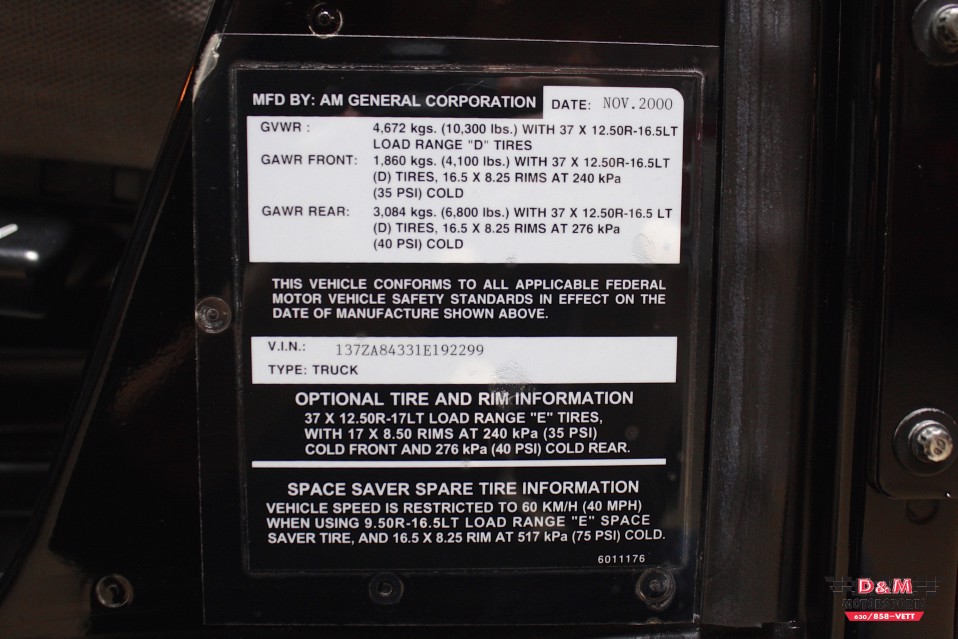 MFD BY: AM GENERAL CORPORATION DATE: NOV.2000
GVWR : 4,672 kgs. (10,300 lbs.) WITH 37 X 12.50R-16.5LT
LOAD RANGE "D" TIRES
GAWR FRONT: 1,860 kgs. (4,100 lbs.) WITH 37 X 12.50R-16.5LT
(D) TIRES, 16.5 X 8.25 RIMS AT 240 kPa
(35 PSI) COLD
GAWR REAR: 3,084 kgs. (6,800 lbs.) WITH 37 X 12.50R-16.5 LT
(D) TIRES, 16.5 X 8.25 RIMS AT 276 kPa
(40 PSI) COLD
THIS VEHICLE CONFORMS TO ALL APPLICABLE FEDERAL
MOTOR VEHICLE SAFETY STANDARDS IN EFFECT ON THE
DATE OF MANUFACTURE SHOWN ABOVE.
V.I.N.: 137ZA84331E192299
TYPE: TRUCK
OPTIONAL TIRE AND RIM INFORMATION
37 X 12.50R-17LT LOAD RANGE "E" TIRES,
WITH 17 X 8.50 RIMS AT 240 kPa (35 PSI)
COLD FRONT AND 276 kPa (40 PSI) COLD REAR.
SPACE SAVER SPARE TIRE INFORMATION
VEHICLE SPEED IS RESTRICTED TO 60 KM/H (40 MPH)
WHEN USING 9.50R-16.5LT LOAD RANGE "E" SPACE
SAVER TIRE, AND 16.5 X 8.25 RIM AT 517 kPa (75 PSI) COLD.
6011176
D&M
MOTORSPORTS
630/858-VETT